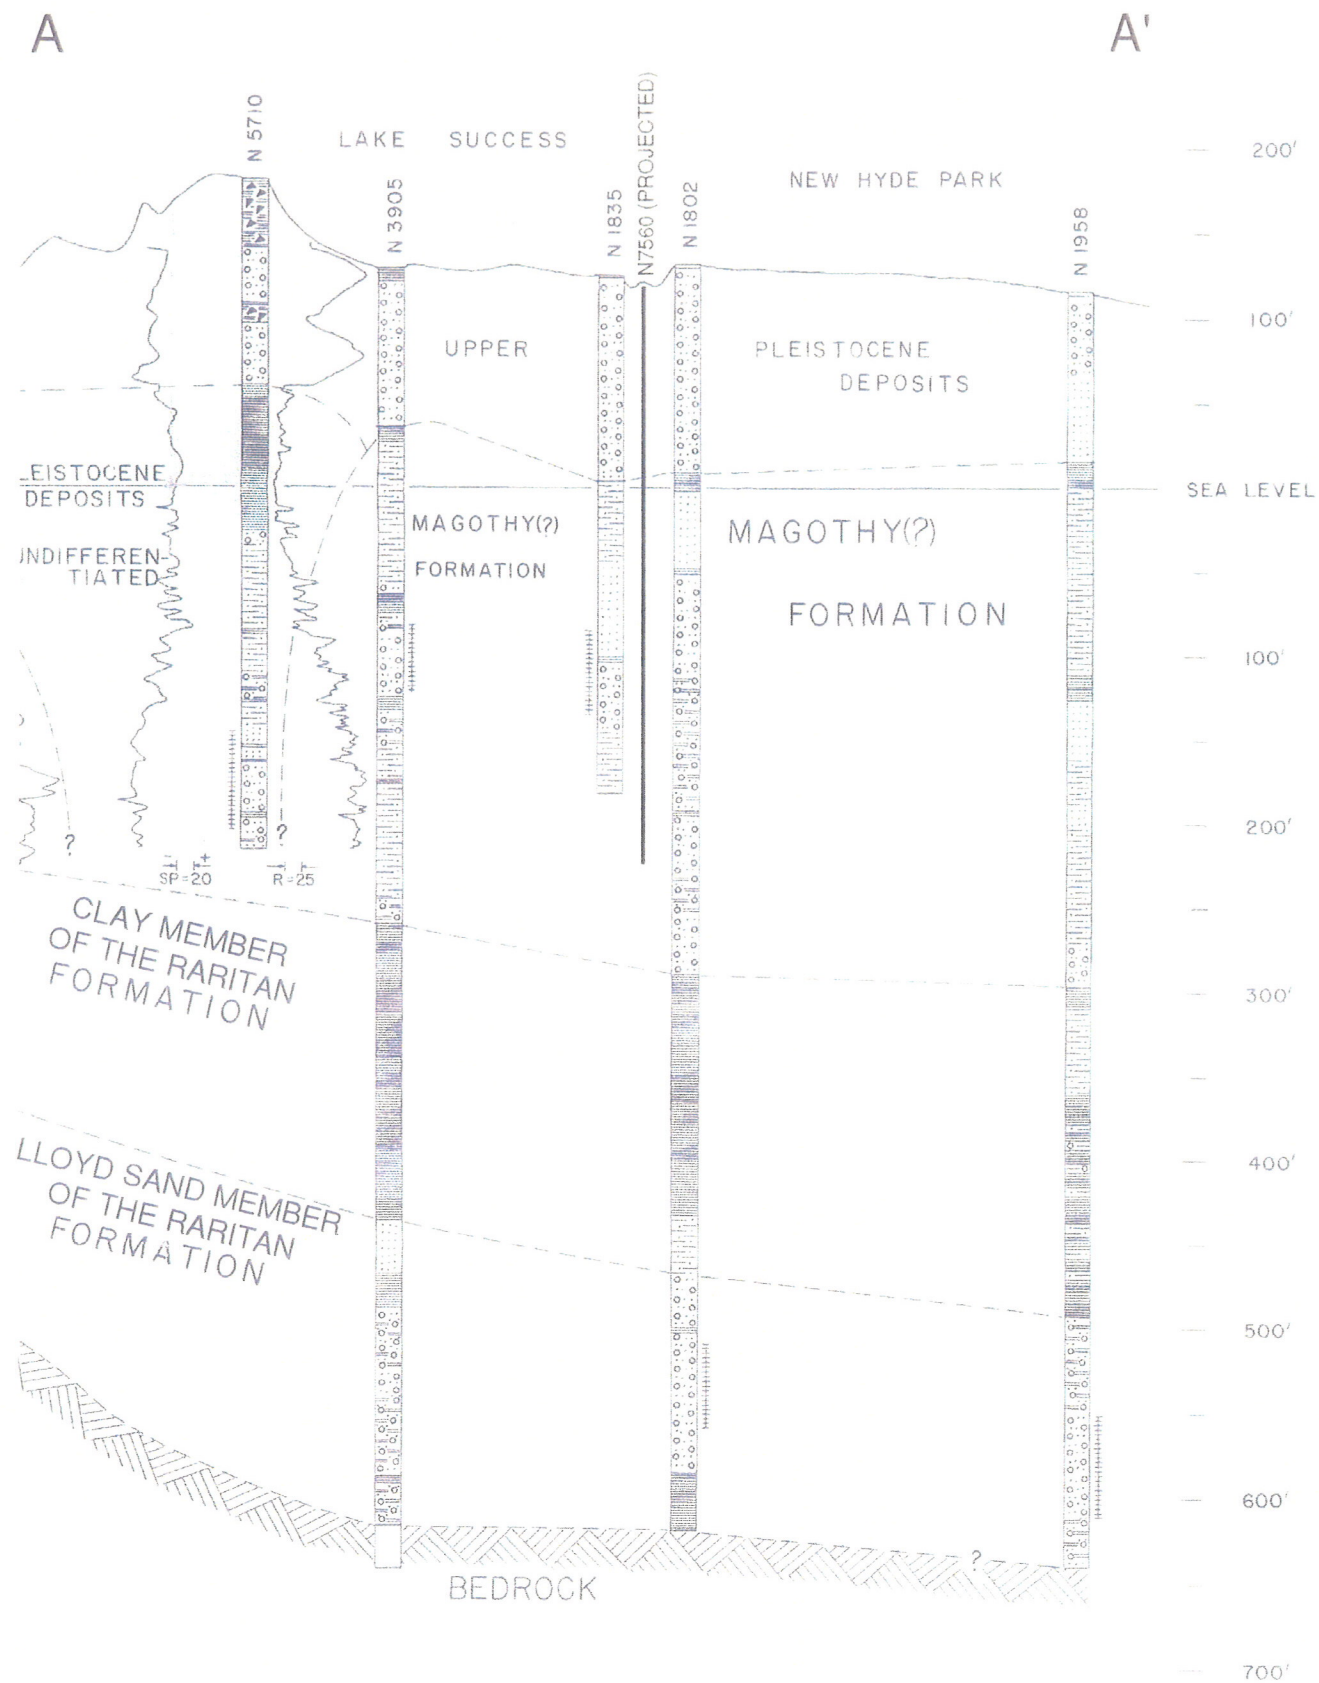 A
A'
N 5710
LAKE SUCCESS
N 3905
N 1835
N7560 (PROJECTED)
N 1802
NEW HYDE PARK
N 1958
200'
100'
UPPER
PLEISTOCENE
DEPOSITS
LEISTOCENE
DEPOSITS
SEA LEVEL
INDIFFEREN-
TIATED
MAGOTHY(?)
FORMATION
MAGOTHY(?)
FORMATION
100'
200'
?
?
- +
SP=20
R=25
CLAY MEMBER
OF THE RARITAN
FORMATION
300'
400'
LLOYD SAND MEMBER
OF THE RARITAN
FORMATION
500'
600'
?
BEDROCK
700'